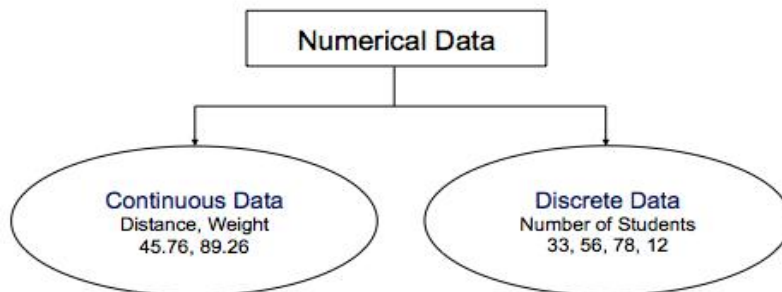 Numerical Data
Continuous Data
Distance, Weight
45.76, 89.26
Discrete Data
Number of Students
33, 56, 78, 12